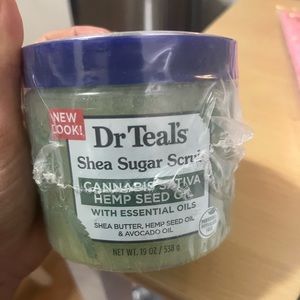 NEW
LOOK!
Dr Teal's
Shea Sugar Scrub
CANNABIS SATIVA
HEMP SEED OIL
WITH ESSENTIAL OILS
SHEA BUTTER, HEMP SEED OIL
& AVOCADO OIL
NET WT. 19 OZ / 538 g